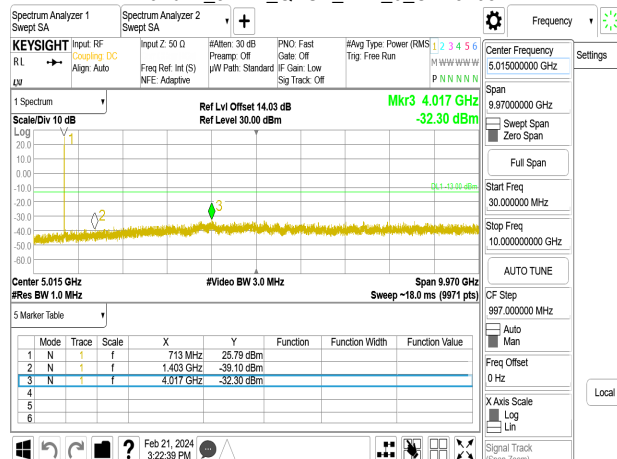 Spectrum Analyzer 1
Swept SA
Spectrum Analyzer 2
Swept SA
+
Frequency
KEYSIGHT
RL
Input: RF
Coupling: DC
Align: Auto
Input Z: 50 Ω
Freq Ref: Int (S)
NFE: Adaptive
#Atten: 30 dB
Preamp: Off
µW Path: Standard
PNO: Fast
Gate: Off
IF Gain: Low
Sig Track: Off
#Avg Type: Power (RMS
Trig: Free Run
1 2 3 4 5 6
M W W W W W
P N N N N N
Center Frequency
5.015000000 GHz
Settings
1 Spectrum
Scale/Div 10 dB
Ref Lvl Offset 14.03 dB
Ref Level 30.00 dBm
Mkr3 4.017 GHz
-32.30 dBm
Span
9.97000000 GHz
Swept Span
Zero Span
Full Span
Start Freq
30.000000 MHz
Stop Freq
10.00000000 GHz
AUTO TUNE
CF Step
997.000000 MHz
Auto
Man
Freq Offset
0 Hz
X Axis Scale
Log
Lin
Signal Track
(Span Zoom)
Local
Log
20.0
10.0
0.00
-10.0
-20.0
-30.0
-40.0
-50.0
-60.0
1
2
3
DL1 -13.00 dBm
Center 5.015 GHz
#Video BW 3.0 MHz
Span 9.970 GHz
#Res BW 1.0 MHz
Sweep ~18.0 ms (9971 pts)
5 Marker Table
Mode Trace Scale X Y Function Function Width Function Value
1 N 1 f 713 MHz 25.79 dBm
2 N 1 f 1.403 GHz -39.10 dBm
3 N 1 f 4.017 GHz -32.30 dBm
4
5
6
?
Feb 21, 2024
3:22:39 PM